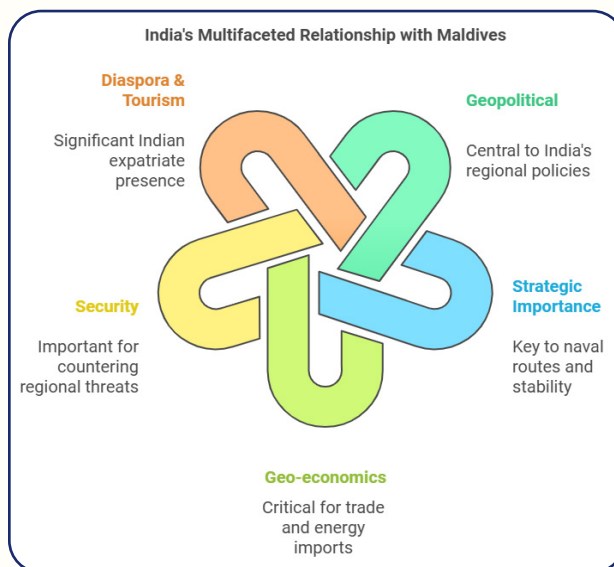 India's Multifaceted Relationship with Maldives
Diaspora &
Tourism
Significant Indian
expatriate
presence
Geopolitical
Central to India's
regional policies
Security
Important for
countering
regional threats
Strategic
Importance
Key to naval
routes and
stability
Geo-economics
Critical for trade
and energy
imports